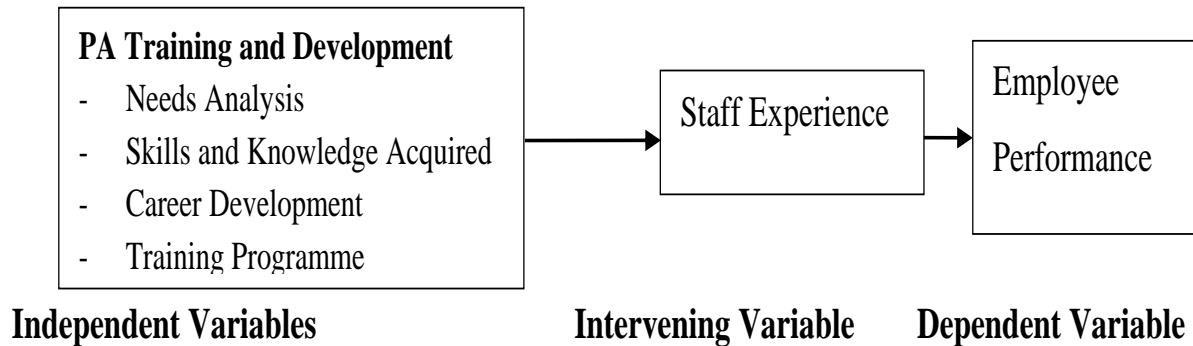 PA Training and Development
- Needs Analysis
- Skills and Knowledge Acquired
- Career Development
- Training Programme
Staff Experience
Employee
Performance
Independent Variables
Intervening Variable
Dependent Variable